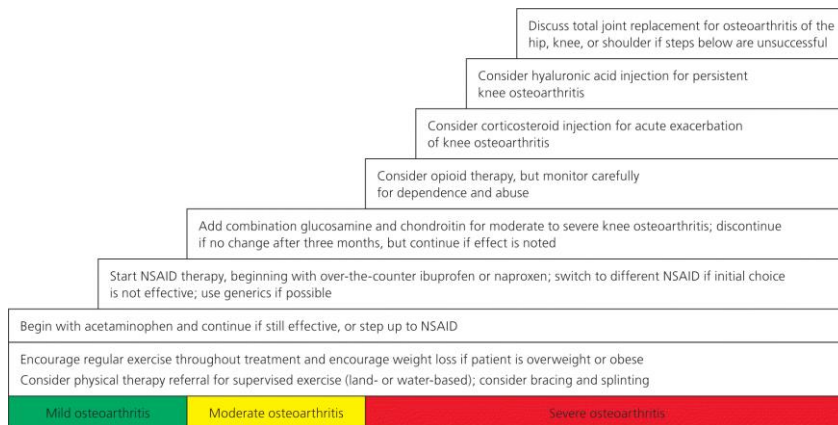 Discuss total joint replacement for osteoarthritis of the
hip, knee, or shoulder if steps below are unsuccessful
Consider hyaluronic acid injection for persistent
knee osteoarthritis
Consider corticosteroid injection for acute exacerbation
of knee osteoarthritis
Consider opioid therapy, but monitor carefully
for dependence and abuse
Add combination glucosamine and chondroitin for moderate to severe knee osteoarthritis; discontinue
if no change after three months, but continue if effect is noted
Start NSAID therapy, beginning with over-the-counter ibuprofen or naproxen; switch to different NSAID if initial choice
is not effective; use generics if possible
Begin with acetaminophen and continue if still effective, or step up to NSAID
Encourage regular exercise throughout treatment and encourage weight loss if patient is overweight or obese
Consider physical therapy referral for supervised exercise (land- or water-based); consider bracing and splinting
Mild osteoarthritis
Moderate osteoarthritis
Severe osteoarthritis